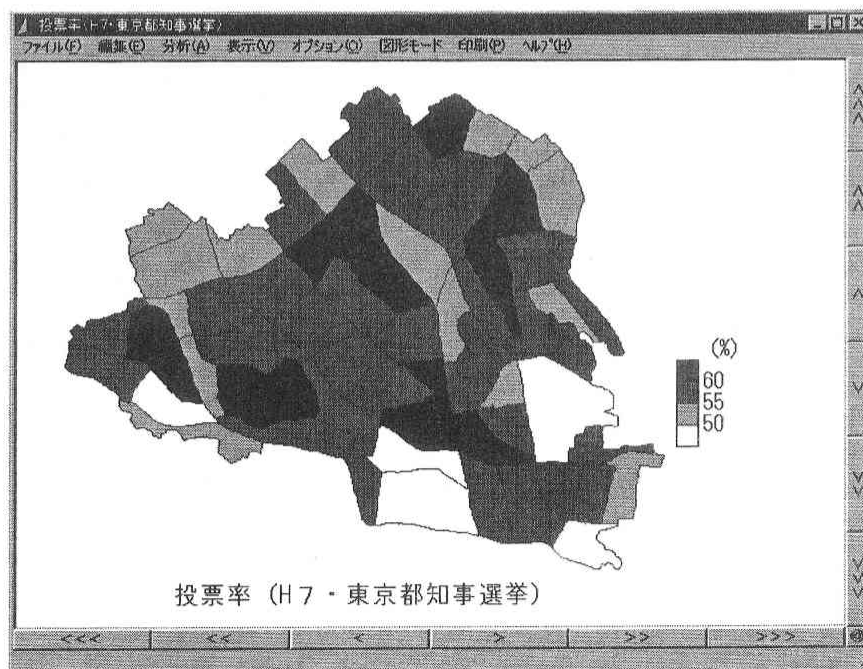 投票率(H7・東京都知事選挙)
ファイル(F) 編集(E) 分析(A) 表示(V) オプション(O) 図形モード 印刷(P) ヘルプ(H)
(%)
60
55
50
投票率(H7・東京都知事選挙)
<<< << < > >> >>>